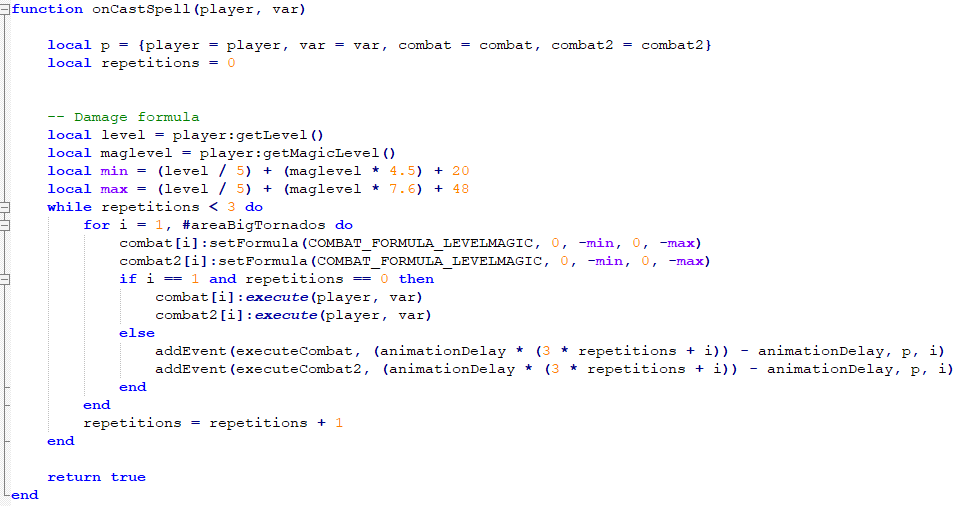 function onCastSpell(player, var)

    local p = {player = player, var = var, combat = combat, combat2 = combat2}
    local repetitions = 0


    -- Damage formula
    local level = player:getLevel()
    local maglevel = player:getMagicLevel()
    local min = (level / 5) + (maglevel * 4.5) + 20
    local max = (level / 5) + (maglevel * 7.6) + 48
    while repetitions < 3 do
        for i = 1, #areaBigTornados do
            combat[i]:setFormula(COMBAT_FORMULA_LEVELMAGIC, 0, -min, 0, -max)
            combat2[i]:setFormula(COMBAT_FORMULA_LEVELMAGIC, 0, -min, 0, -max)
            if i == 1 and repetitions == 0 then
                combat[i]:execute(player, var)
                combat2[i]:execute(player, var)
            else
                addEvent(executeCombat, (animationDelay * (3 * repetitions + i)) - animationDelay, p, i)
                addEvent(executeCombat2, (animationDelay * (3 * repetitions + i)) - animationDelay, p, i)
            end
        end
        repetitions = repetitions + 1
    end

    return true
end